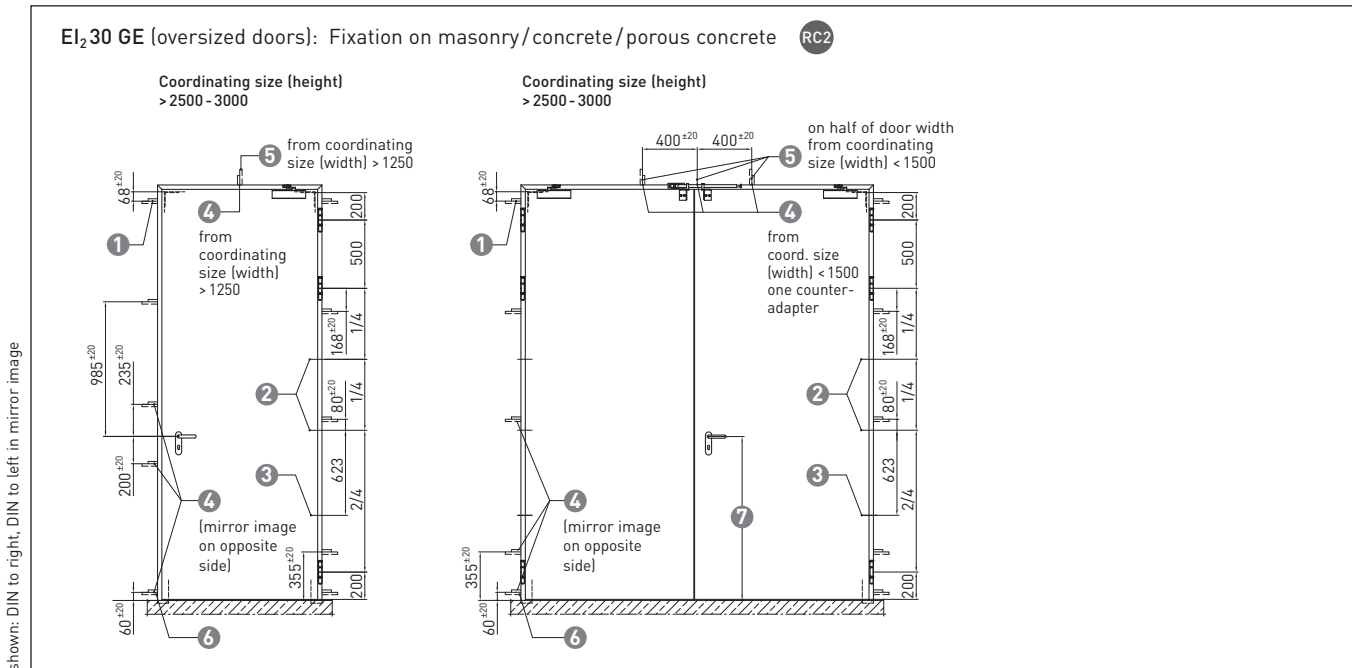 EI₂30 GE (oversized doors): Fixation on masonry/concrete/porous concrete RC2
Coordinating size (height)
> 2500 - 3000
5 from coordinating
size (width) > 1250
68±20
1
4
from
coordinating
size (width)
> 1250
200
500
168±20
1/4
985±20
235±20
2
80±20
1/4
200±20
3
623
2/4
4
(mirror image
on opposite
side)
355±20
200
60±20
6
Coordinating size (height)
> 2500 - 3000
400±20
400±20
on half of door width
5 from coordinating
size (width) < 1500
68±20
1
4
from
coord. size
(width) < 1500
one counter-
adapter
200
500
168±20
1/4
2
80±20
1/4
3
623
2/4
4
(mirror image
on opposite
side)
7
355±20
200
60±20
6
shown: DIN to right, DIN to left in mirror image